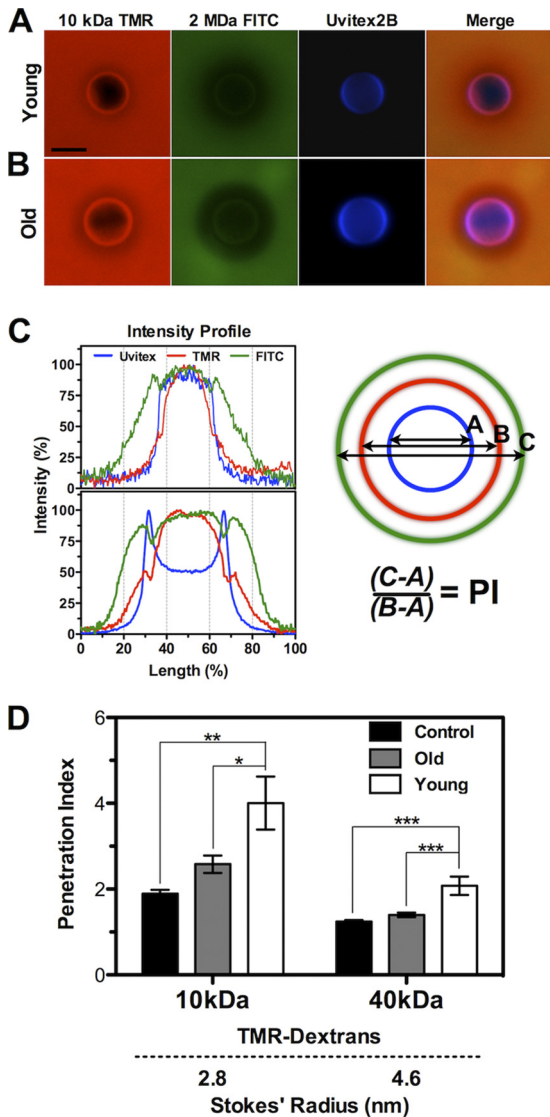 A
10 kDa TMR 2 MDa FITC Uvitex2B Merge
Young
B
Old
C
Intensity Profile
Uvitex TMR FITC
100
75
50
25
0
Intensity (%)
100
75
50
25
0
0 20 40 60 80 100
Length (%)
A
B
C
(C-A)
(B-A)
= PI
D
Penetration Index
6
4
2
0
Control
Old
Young
**
*
***
***
10kDa 40kDa
TMR-Dextrans
2.8 4.6
Stokes' Radius (nm)